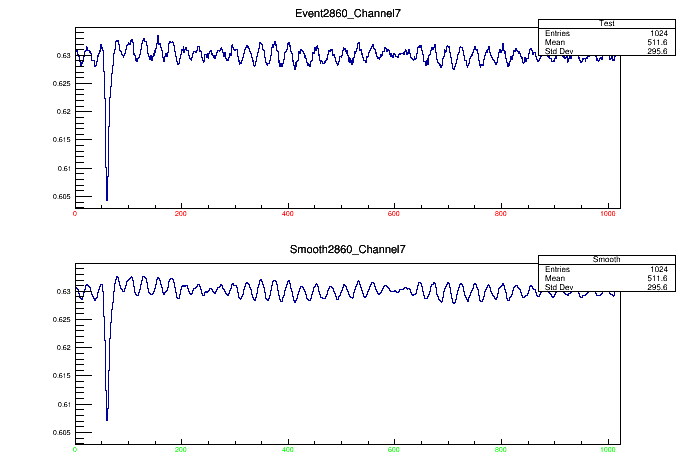 Event2860_Channel7
Test
Entries 1024
Mean 511.6
Std Dev 295.6
0.63
0.625
0.62
0.615
0.61
0.605
0 200 400 600 800 1000
Smooth2860_Channel7
Smooth
Entries 1024
Mean 511.6
Std Dev 295.6
0.63
0.625
0.62
0.615
0.61
0.605
0 200 400 600 800 1000